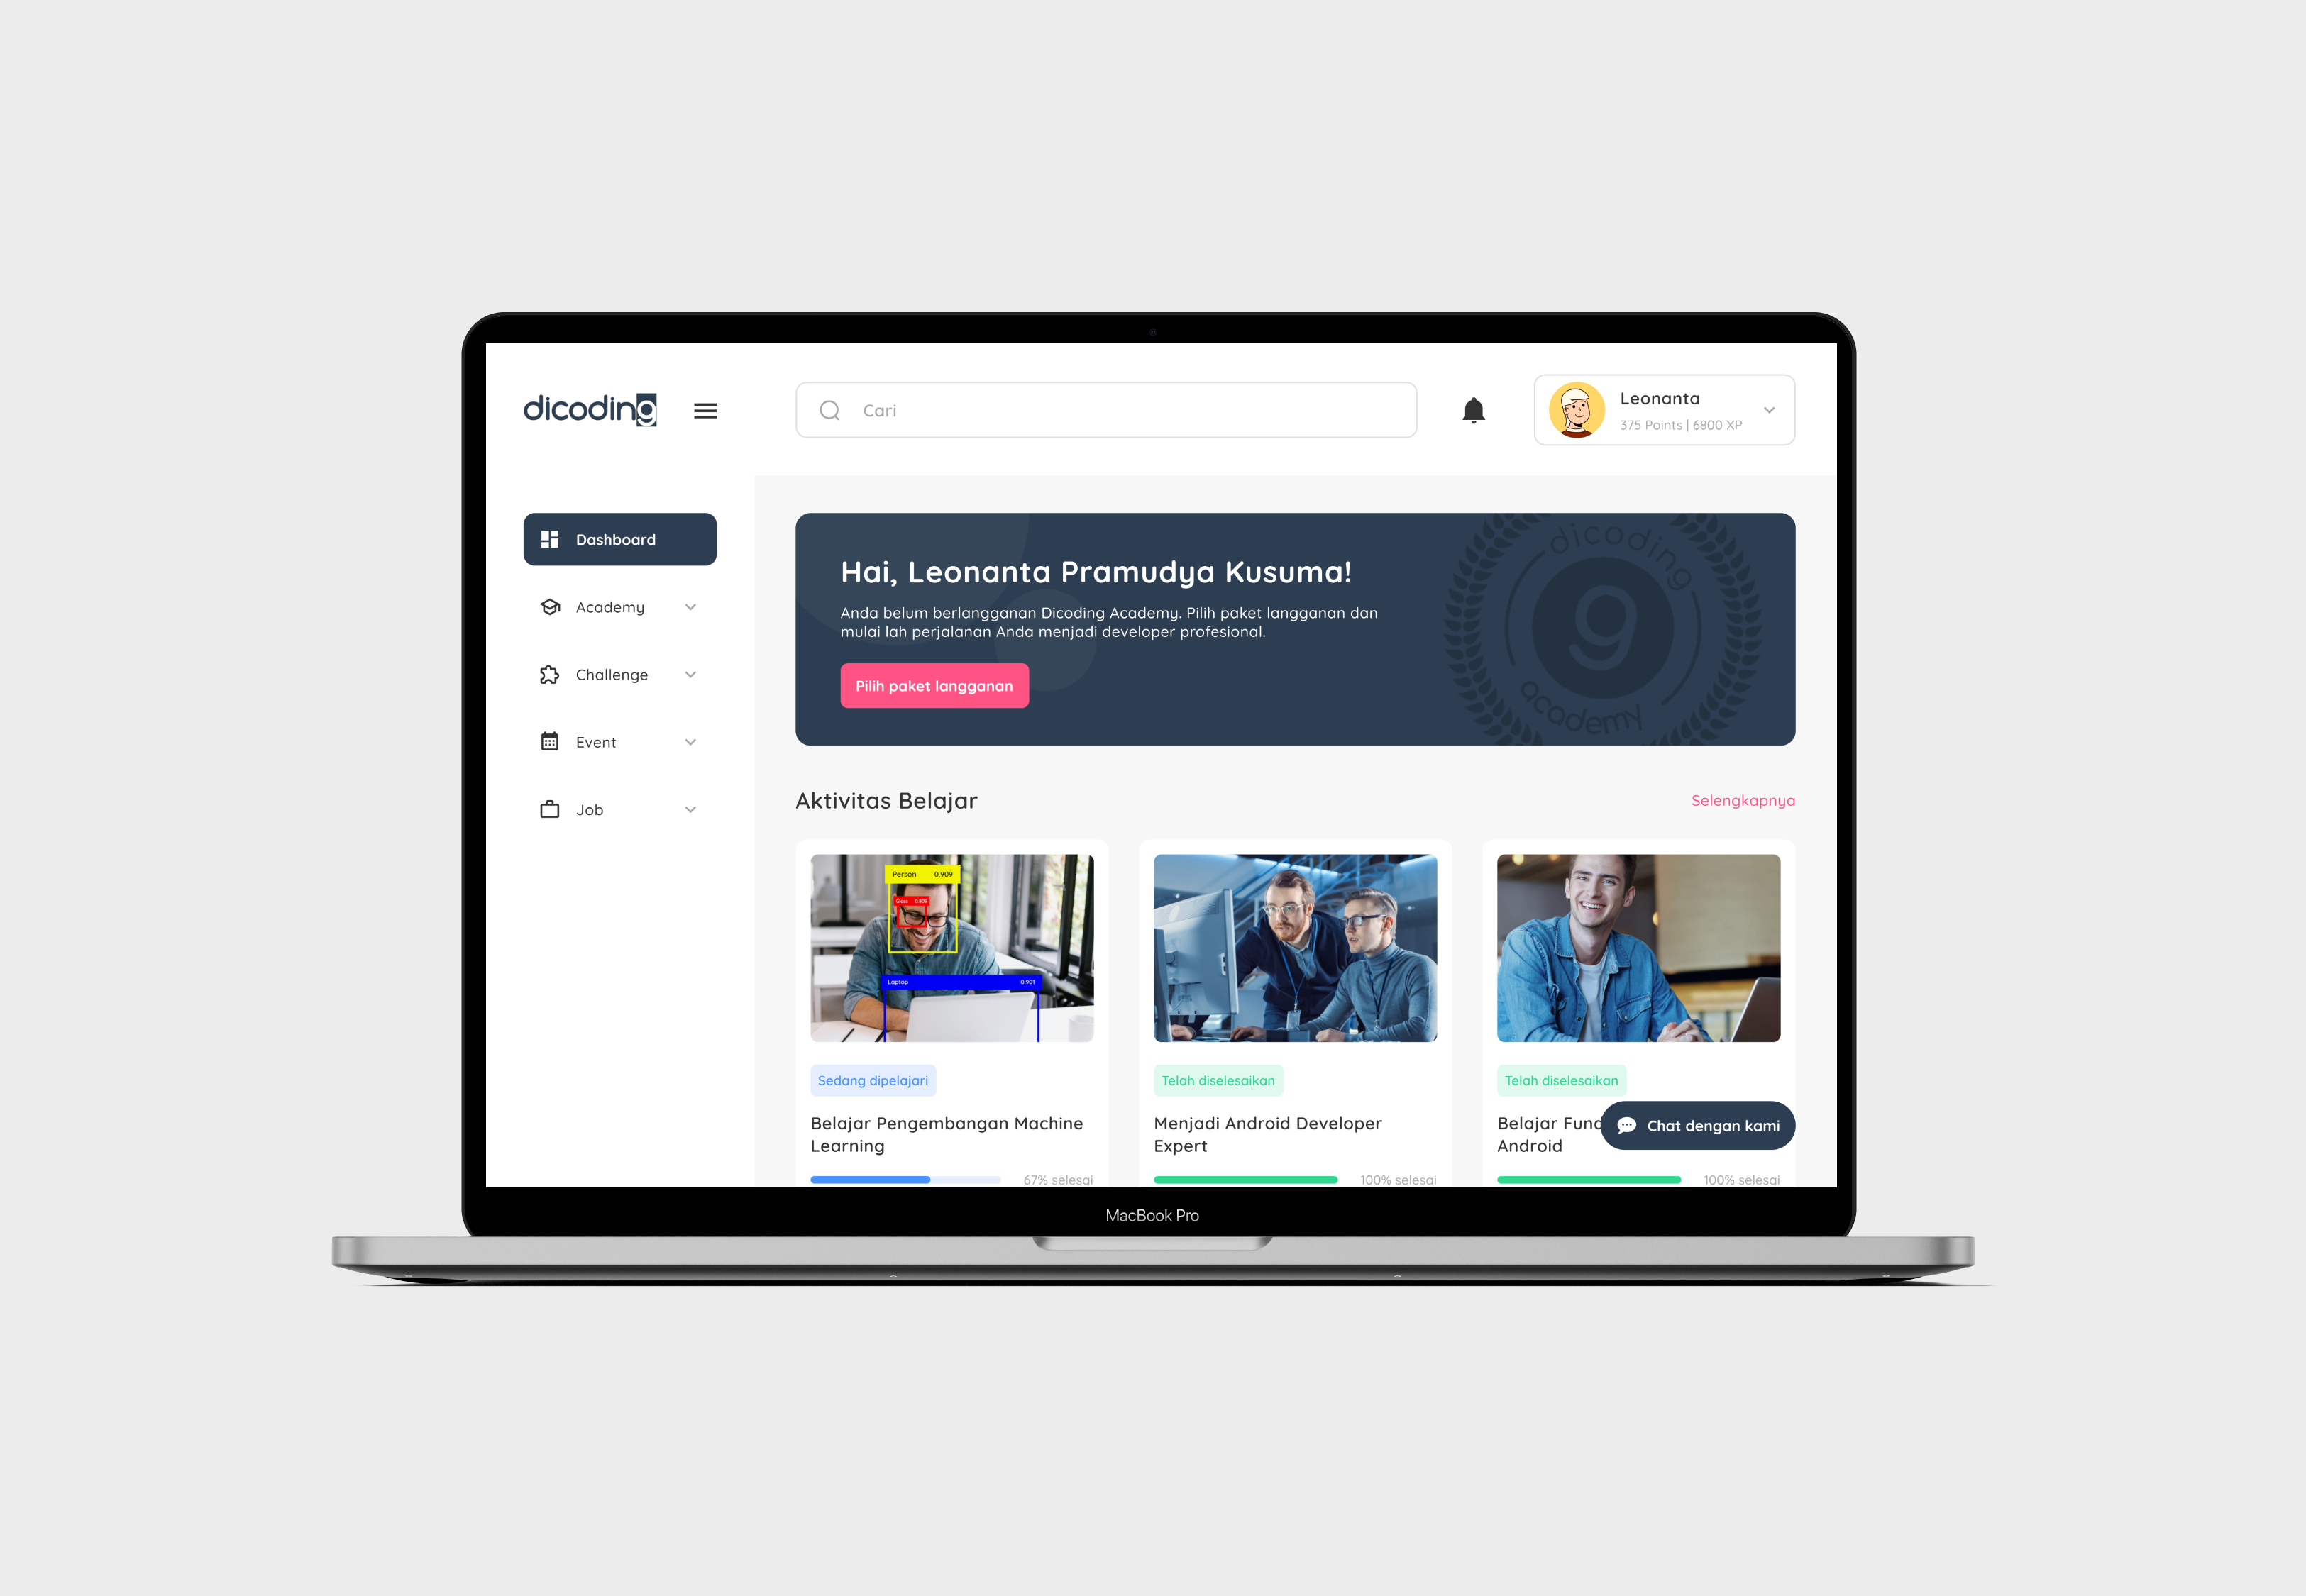 dicoding
Cari
Leonanta
375 Points | 6800 XP
Dashboard
Academy
Challenge
Event
Job
Hai, Leonanta Pramudya Kusuma!
Anda belum berlangganan Dicoding Academy. Pilih paket langganan dan
mulai lah perjalanan Anda menjadi developer profesional.
Pilih paket langganan
dicoding
academy
Aktivitas Belajar
Selengkapnya
Person 0.909
Glass 0.809
Laptop 0.901
Sedang dipelajari
Belajar Pengembangan Machine
Learning
67% selesai
Telah diselesaikan
Menjadi Android Developer
Expert
100% selesai
Telah diselesaikan
Belajar
Android
100% selesai
Chat dengan kami
MacBook Pro